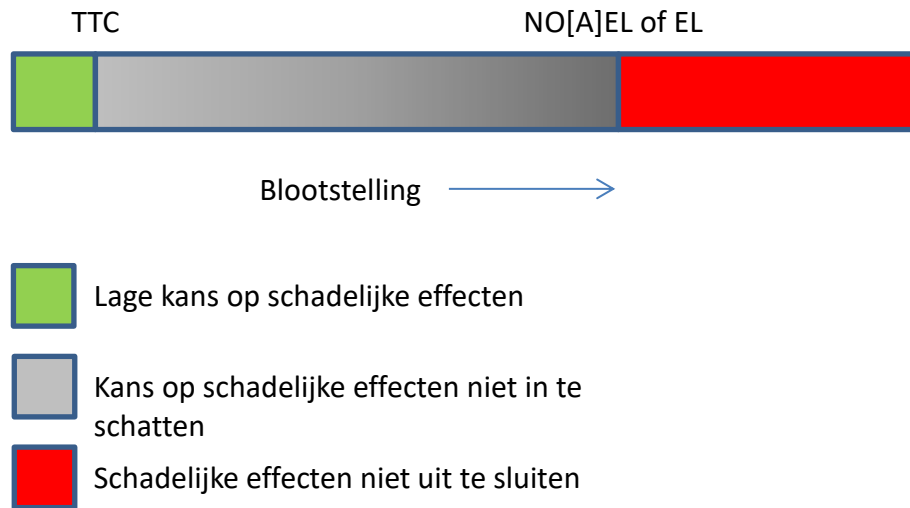 TTC
NO[A]EL of EL
Blootstelling
Lage kans op schadelijke effecten
Kans op schadelijke effecten niet in te
schatten
Schadelijke effecten niet uit te sluiten